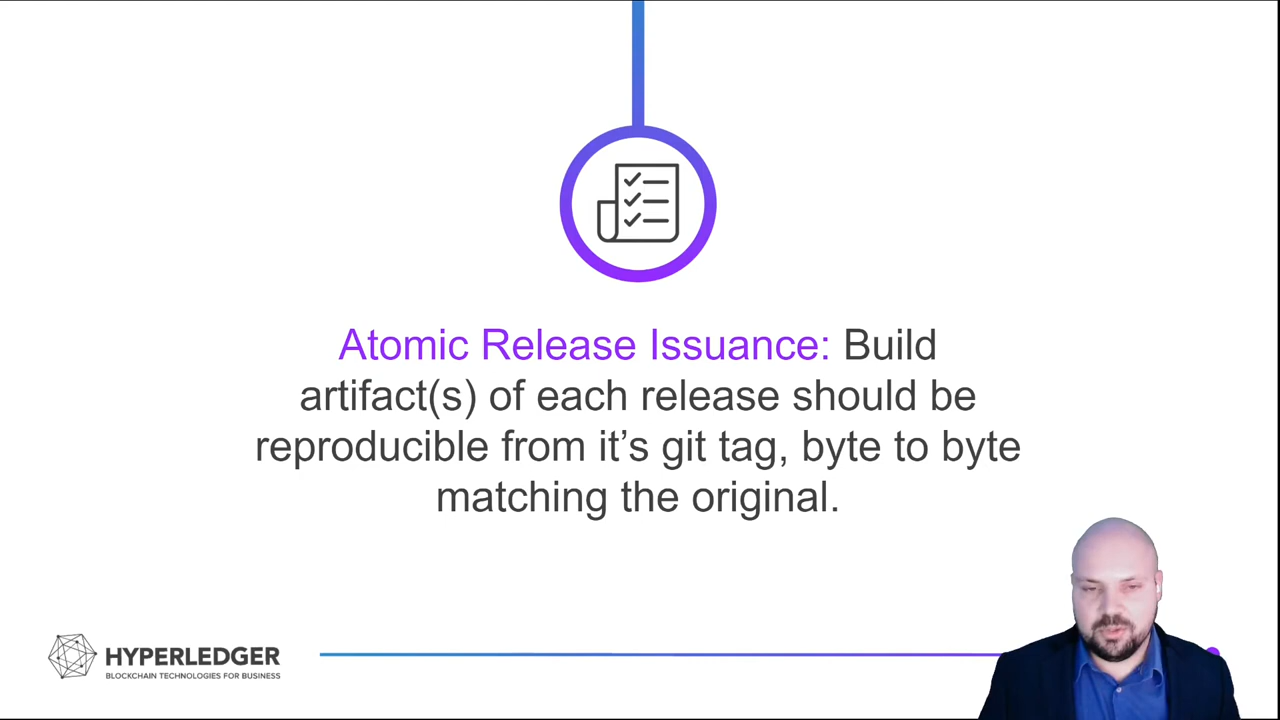 Atomic Release Issuance: Build
artifact(s) of each release should be
reproducible from it’s git tag, byte to byte
matching the original.
HYPERLEDGER
BLOCKCHAIN TECHNOLOGIES FOR BUSINESS